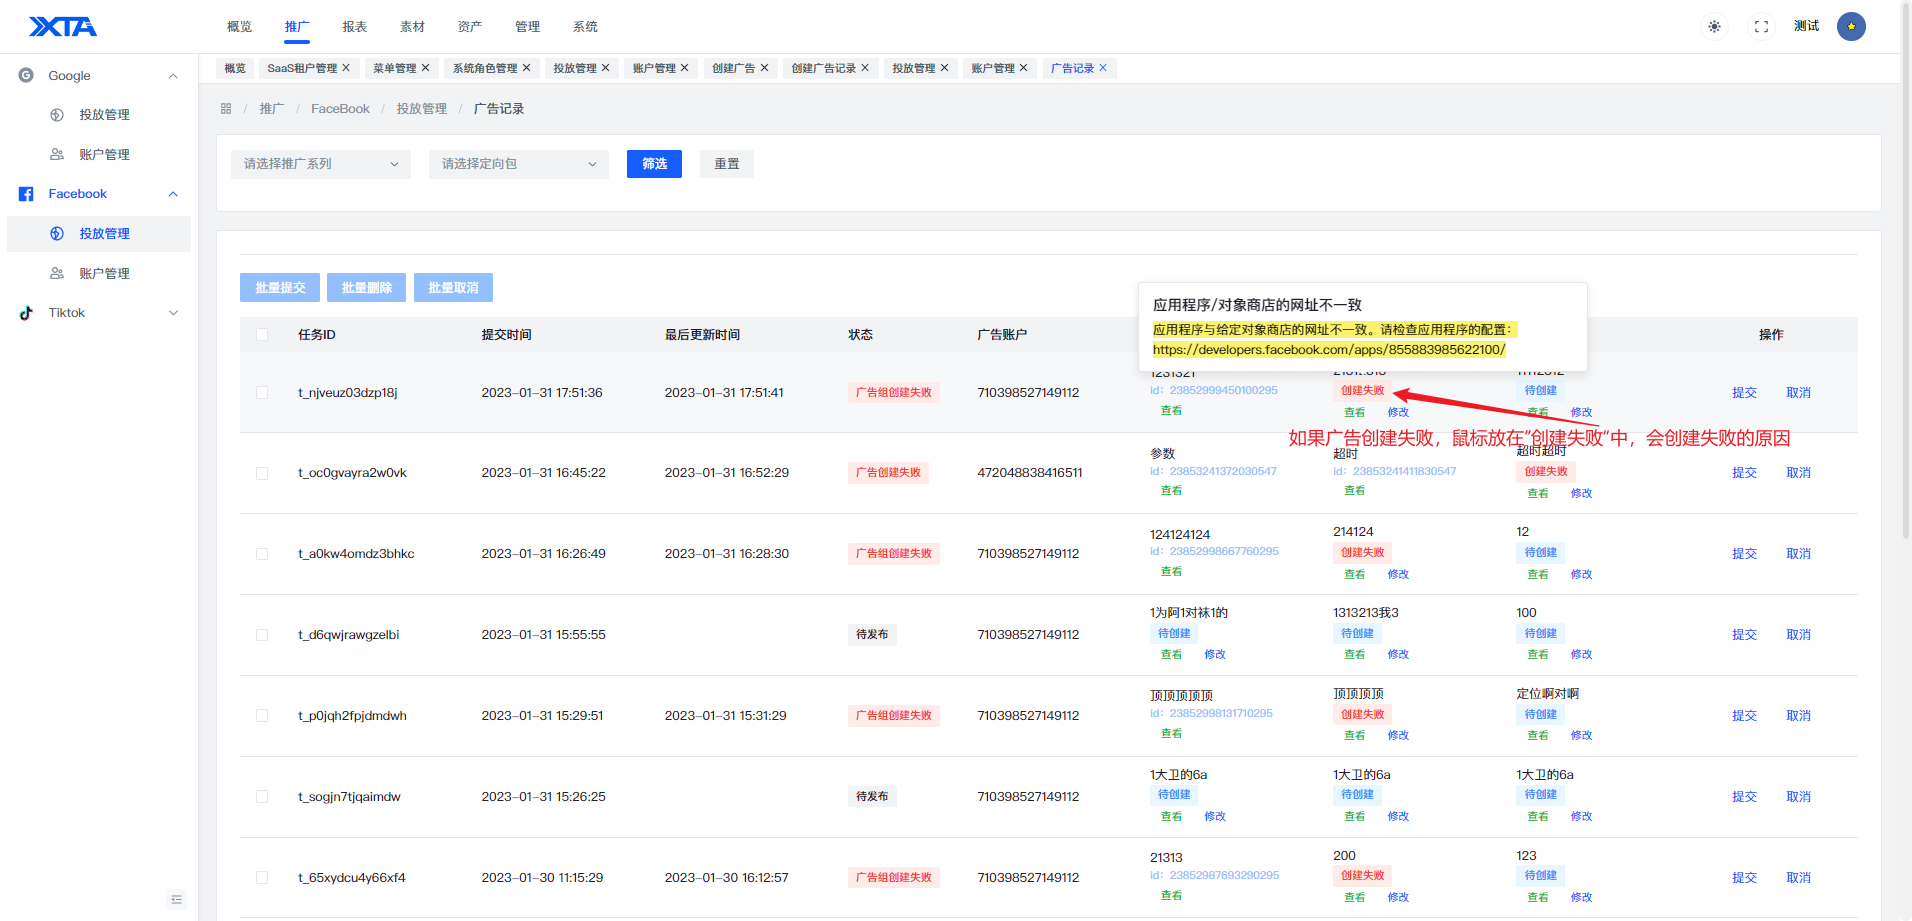 XTA
概览
推广
报表
素材
资产
管理
系统
测试
Google
投放管理
账户管理
Facebook
投放管理
账户管理
Tiktok
概览
SaaS租户管理 ×
菜单管理 ×
系统角色管理 ×
投放管理 ×
账户管理 ×
创建广告 ×
创建广告记录 ×
投放管理 ×
账户管理 ×
广告记录 ×
/ 推广 / FaceBook / 投放管理 / 广告记录
请选择推广系列
请选择定向包
筛选
重置
批量提交
批量删除
批量取消
应用程序/对象商店的网址不一致
应用程序与给定对象商店的网址不一致。请检查应用程序的配置：
https://developers.facebook.com/apps/855883985622100/
任务ID
提交时间
最后更新时间
状态
广告账户
操作
t_njveuz03dzp18j
2023-01-31 17:51:36
2023-01-31 17:51:41
广告组创建失败
710398527149112
1231321
id：23852999450100295
查看
创建失败
查看 修改
待创建
查看 修改
提交 取消
如果广告创建失败，鼠标放在"创建失败"中，会创建失败的原因
t_oc0gvayra2w0vk
2023-01-31 16:45:22
2023-01-31 16:52:29
广告创建失败
472048838416511
参数
id：23853241372030547
查看
超时
id：23853241411830547
查看
超时超时
创建失败
查看 修改
提交 取消
t_a0kw4omdz3bhkc
2023-01-31 16:26:49
2023-01-31 16:28:30
广告组创建失败
710398527149112
124124124
id：23852998667760295
查看
214124
创建失败
查看 修改
12
待创建
查看 修改
提交 取消
t_d6qwjrawgzelbi
2023-01-31 15:55:55
待发布
710398527149112
1为阿1对袜1的
待创建
查看 修改
1313213我3
待创建
查看 修改
100
待创建
查看 修改
提交 取消
t_p0jqh2fpjdmdwh
2023-01-31 15:29:51
2023-01-31 15:31:29
广告组创建失败
710398527149112
顶顶顶顶顶
id：23852998131710295
查看
顶顶顶顶
创建失败
查看 修改
定位啊对啊
待创建
查看 修改
提交 取消
t_sogjn7tjqaimdw
2023-01-31 15:26:25
待发布
710398527149112
1大卫的6a
待创建
查看 修改
1大卫的6a
待创建
查看 修改
1大卫的6a
待创建
查看 修改
提交 取消
t_65xydcu4y66xf4
2023-01-30 11:15:29
2023-01-30 16:12:57
广告组创建失败
710398527149112
21313
id：23852987693290295
查看
200
创建失败
查看 修改
123
待创建
查看 修改
提交 取消